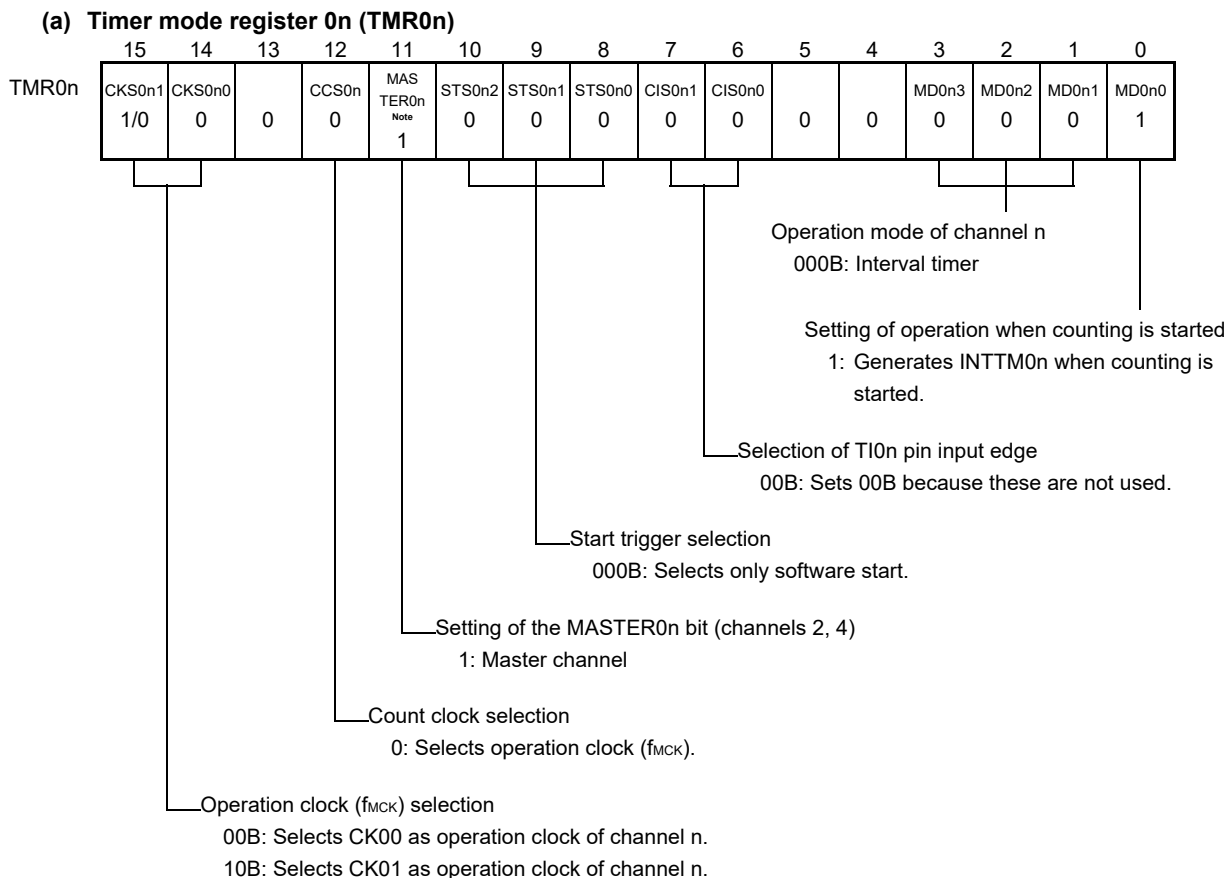 (a) Timer mode register 0n (TMR0n)
15 14 13 12 11 10 9 8 7 6 5 4 3 2 1 0
TMR0n
CKS0n1 CKS0n0 CCS0n MAS STS0n2 STS0n1 STS0n0 CIS0n1 CIS0n0 MD0n3 MD0n2 MD0n1 MD0n0
TER0n
Note
1/0 0 0 0 1 0 0 0 0 0 0 0 0 0 0 1
Operation mode of channel n
000B: Interval timer
Setting of operation when counting is started
1: Generates INTTM0n when counting is
started.
Selection of TI0n pin input edge
00B: Sets 00B because these are not used.
Start trigger selection
000B: Selects only software start.
Setting of the MASTER0n bit (channels 2, 4)
1: Master channel
Count clock selection
0: Selects operation clock (fMCK).
Operation clock (fMCK) selection
00B: Selects CK00 as operation clock of channel n.
10B: Selects CK01 as operation clock of channel n.